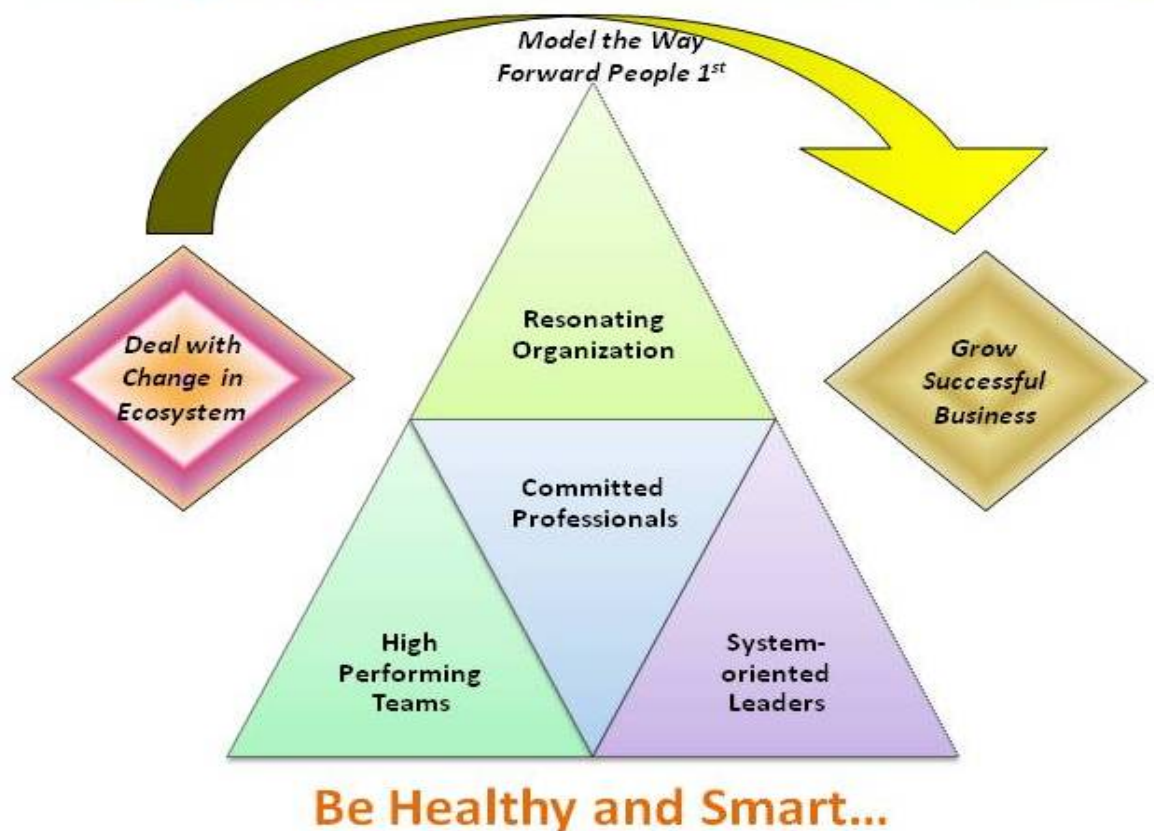 Model the Way
Forward People 1st
Deal with
Change in
Ecosystem
Resonating
Organization
Grow
Successful
Business
Committed
Professionals
High
Performing
Teams
System-
oriented
Leaders
Be Healthy and Smart...